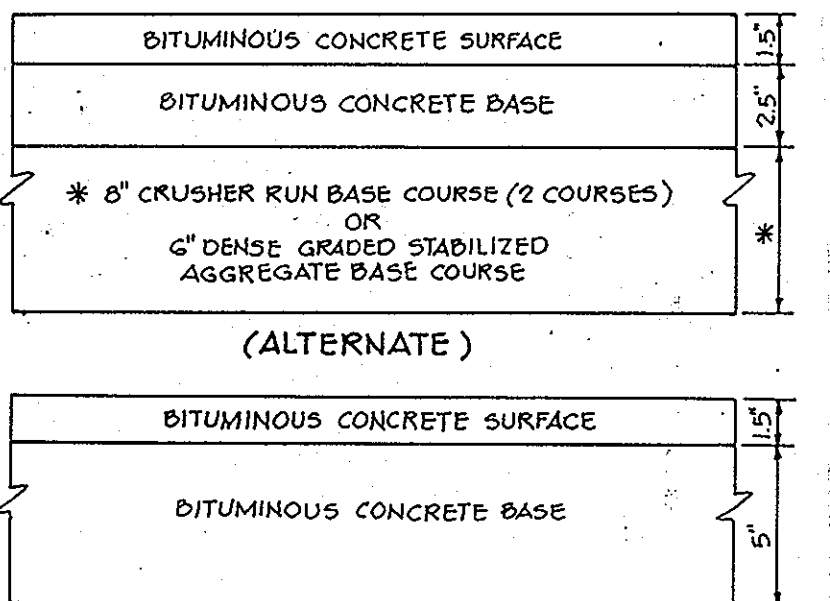 BITUMINOUS CONCRETE SURFACE
1.5"
BITUMINOUS CONCRETE BASE
2.5"
* 8" CRUSHER RUN BASE COURSE (2 COURSES)
OR
6" DENSE GRADED STABILIZED
AGGREGATE BASE COURSE
*
(ALTERNATE)
BITUMINOUS CONCRETE SURFACE
1.5"
BITUMINOUS CONCRETE BASE
5"